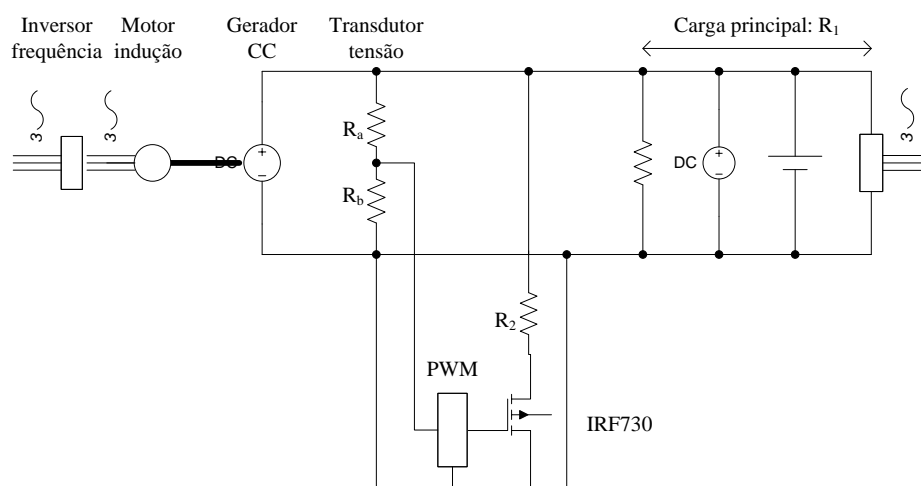 Inversor
frequência
Motor
indução
Gerador
CC
Transdutor
tensão
Carga principal: R1
3
3
3
Ra
DC
DC
Rb
R2
PWM
IRF730